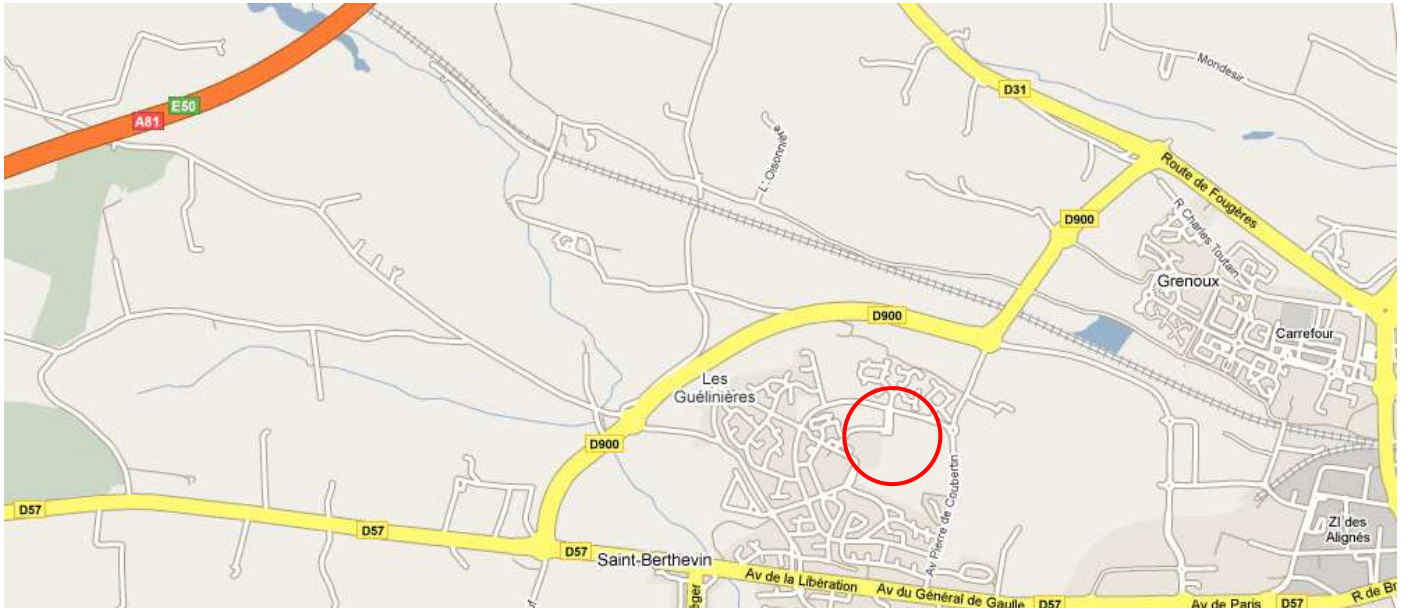 D31
Mondesir
E50
A81
L' Oisonnière
Route de Fougères
D900
R Charles Toutain
Grenoux
D900
Carrefour
Les
Guélinières
D900
Av Pierre de Coubertin
D57
D57
ZI des
Alignés
D57
Saint-Berthevin
Av de la Libération
Av du Général de Gaulle
D57
Av de Paris
D57